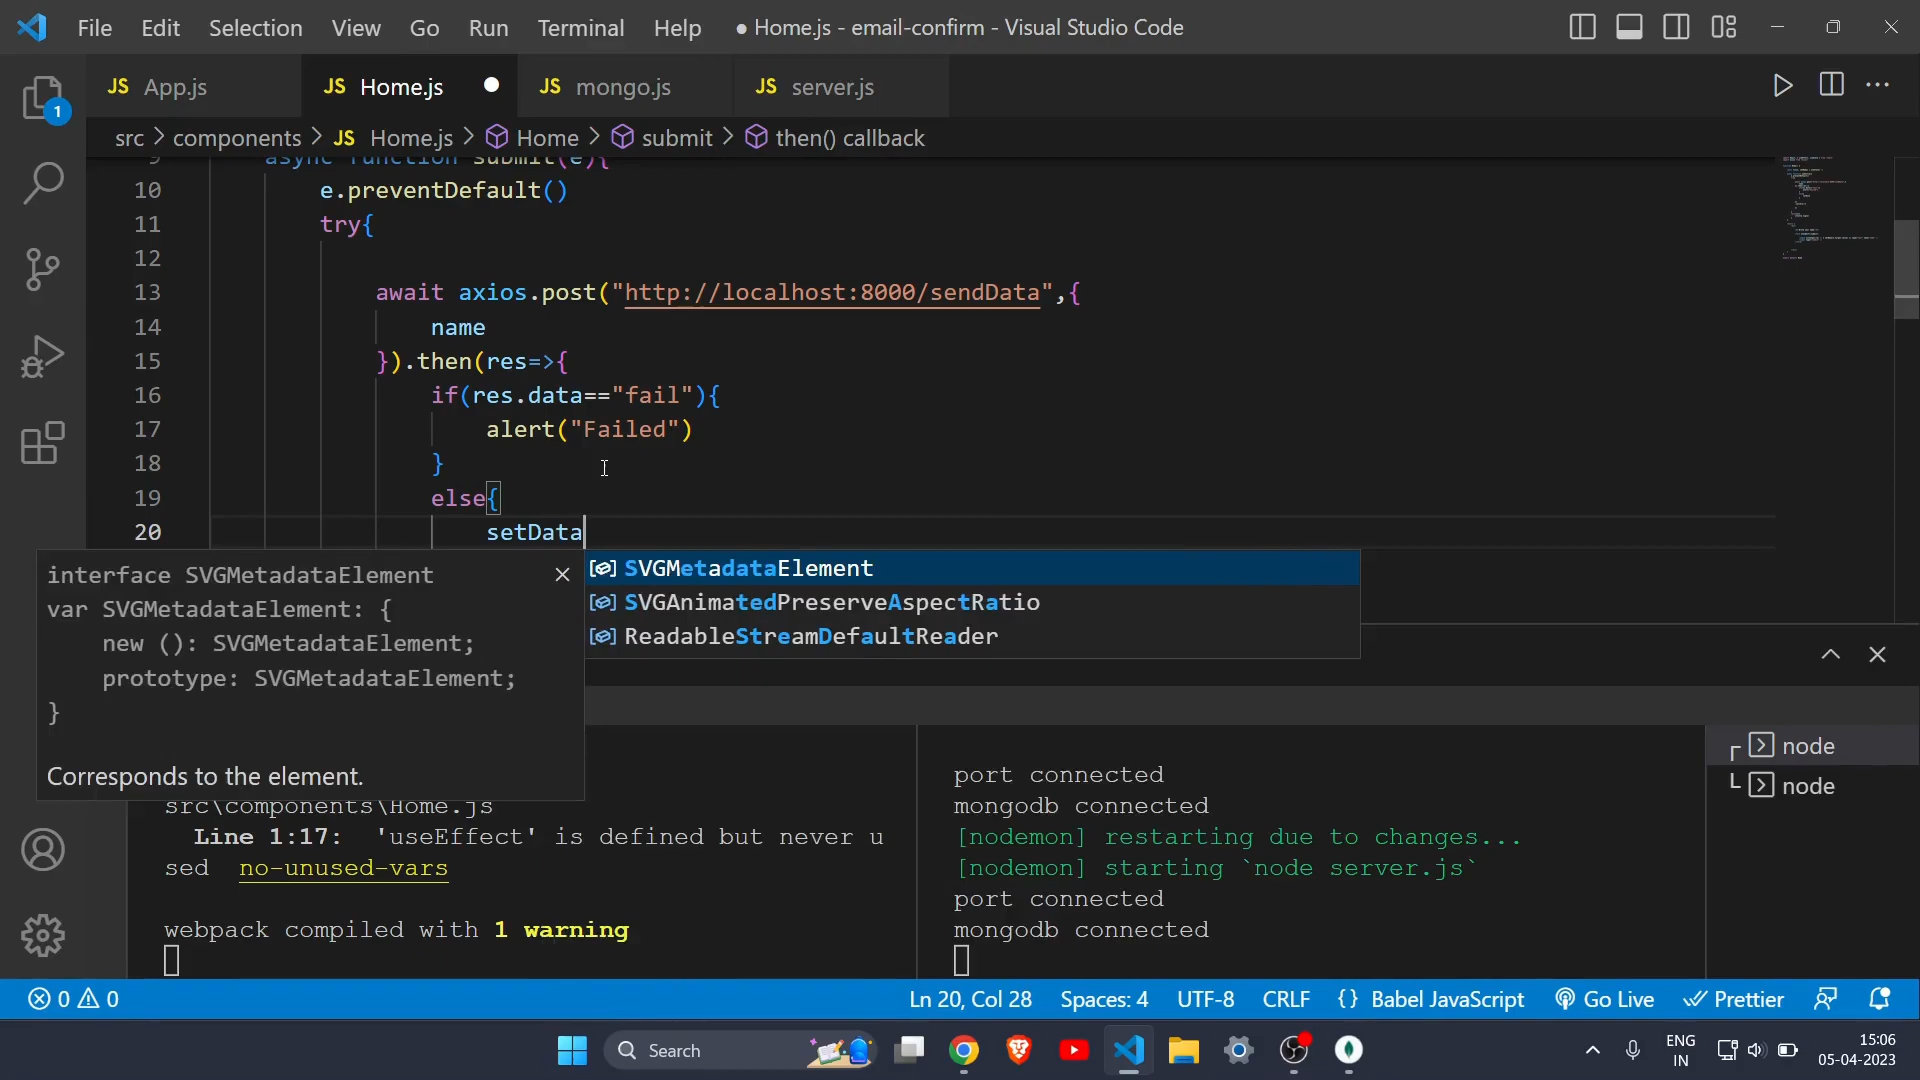 File Edit Selection View Go Run Terminal Help ● Home.js - email-confirm - Visual Studio Code
1
JS App.js JS Home.js ● JS mongo.js JS server.js
src > components > JS Home.js > Home > submit > then() callback
9 async function submit(e){
10 e.preventDefault()
11 try{
12
13 await axios.post("http://localhost:8000/sendData",{
14 name
15 }).then(res=>{
16 if(res.data=="fail"){
17 alert("Failed")
18 }
19 else{
20 setData
interface SVGMetadataElement
var SVGMetadataElement: {
new (): SVGMetadataElement;
prototype: SVGMetadataElement;
}
Corresponds to the element.
SVGMetadataElement
SVGAnimatedPreserveAspectRatio
ReadableStreamDefaultReader
src\components\Home.js
Line 1:17: 'useEffect' is defined but never u
sed no-unused-vars
webpack compiled with 1 warning
port connected
mongodb connected
[nodemon] restarting due to changes...
[nodemon] starting `node server.js`
port connected
mongodb connected
node
node
0 0 Ln 20, Col 28 Spaces: 4 UTF-8 CRLF {} Babel JavaScript Go Live Prettier
Search
ENG
IN
15:06
05-04-2023